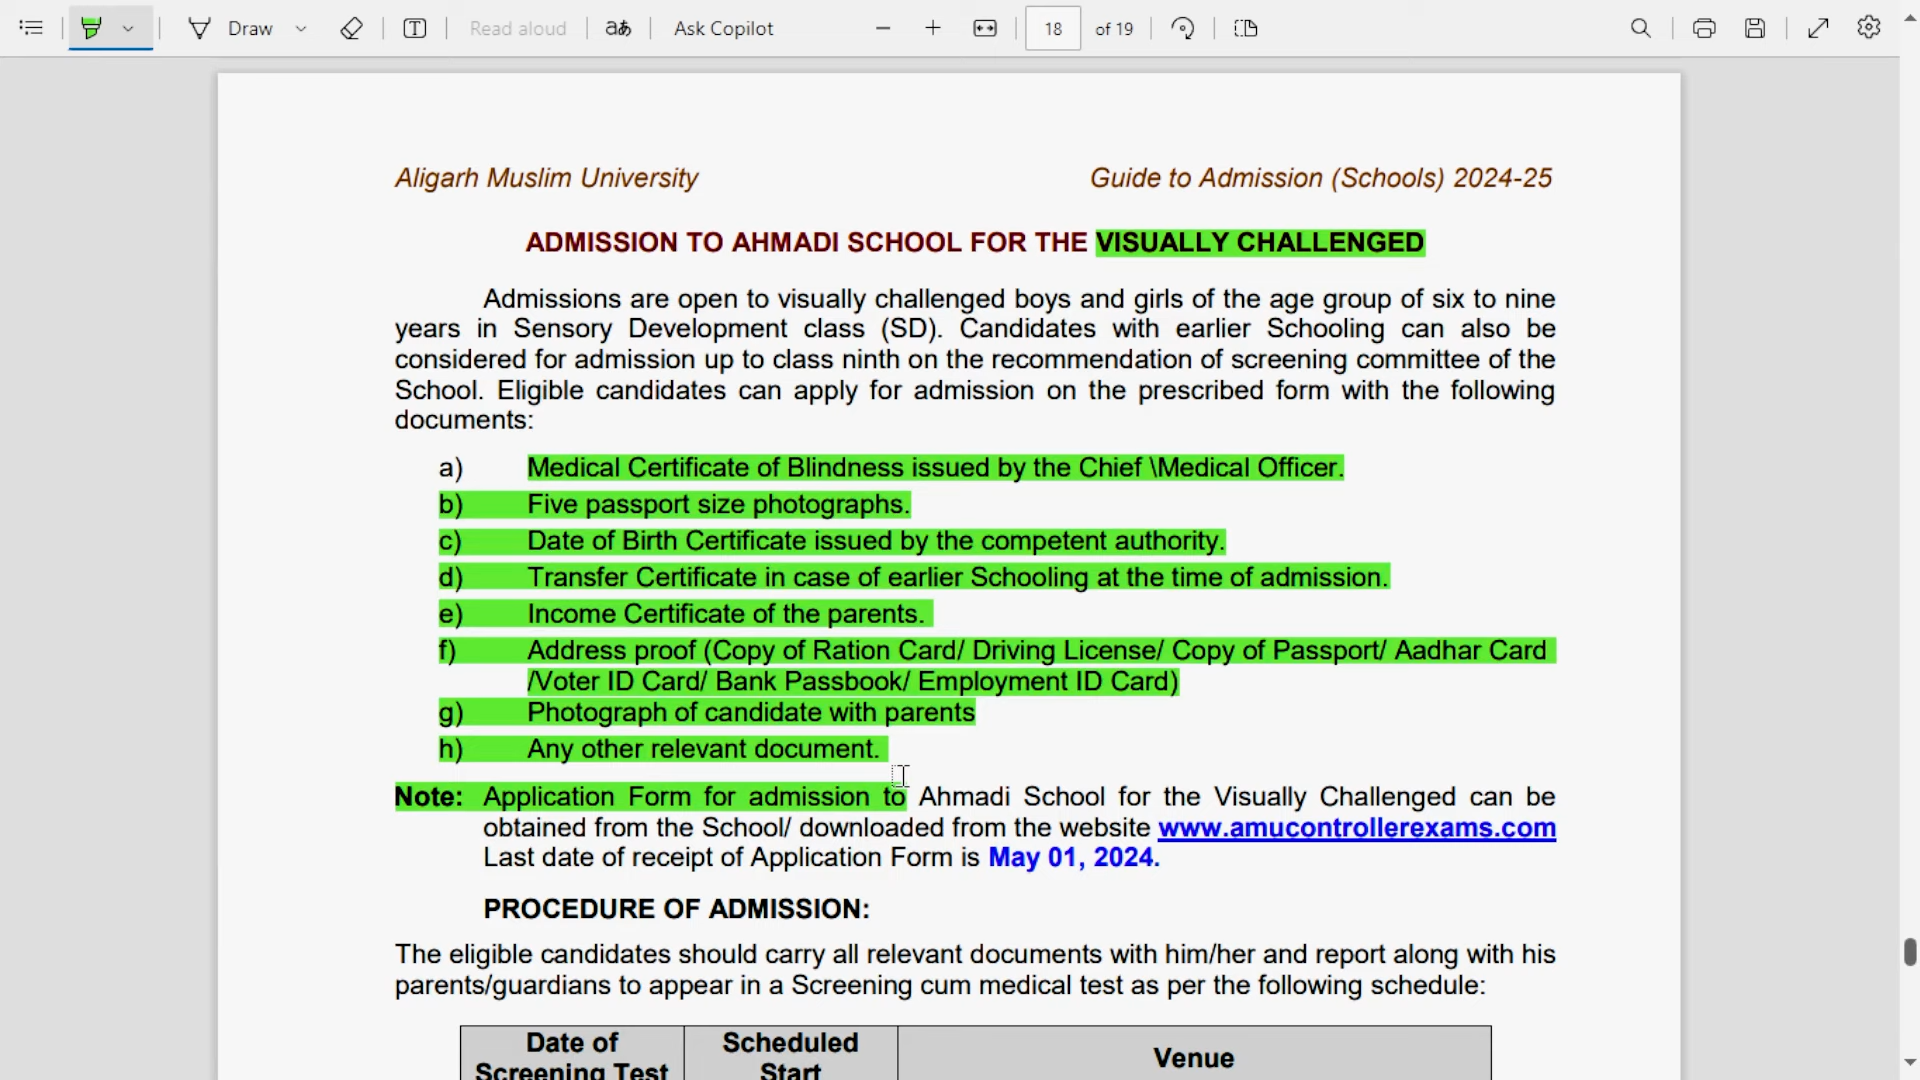 Draw
Read aloud
aあ
Ask Copilot
18 of 19
Aligarh Muslim University Guide to Admission (Schools) 2024-25
ADMISSION TO AHMADI SCHOOL FOR THE VISUALLY CHALLENGED
Admissions are open to visually challenged boys and girls of the age group of six to nine
years in Sensory Development class (SD). Candidates with earlier Schooling can also be
considered for admission up to class ninth on the recommendation of screening committee of the
School. Eligible candidates can apply for admission on the prescribed form with the following
documents:
a) Medical Certificate of Blindness issued by the Chief \Medical Officer.
b) Five passport size photographs.
c) Date of Birth Certificate issued by the competent authority.
d) Transfer Certificate in case of earlier Schooling at the time of admission.
e) Income Certificate of the parents.
f) Address proof (Copy of Ration Card/ Driving License/ Copy of Passport/ Aadhar Card
/Voter ID Card/ Bank Passbook/ Employment ID Card)
g) Photograph of candidate with parents
h) Any other relevant document.
Note: Application Form for admission to Ahmadi School for the Visually Challenged can be
obtained from the School/ downloaded from the website www.amucontrollerexams.com
Last date of receipt of Application Form is May 01, 2024.
PROCEDURE OF ADMISSION:
The eligible candidates should carry all relevant documents with him/her and report along with his
parents/guardians to appear in a Screening cum medical test as per the following schedule:
Date of Scheduled
Venue
Screening Test Start